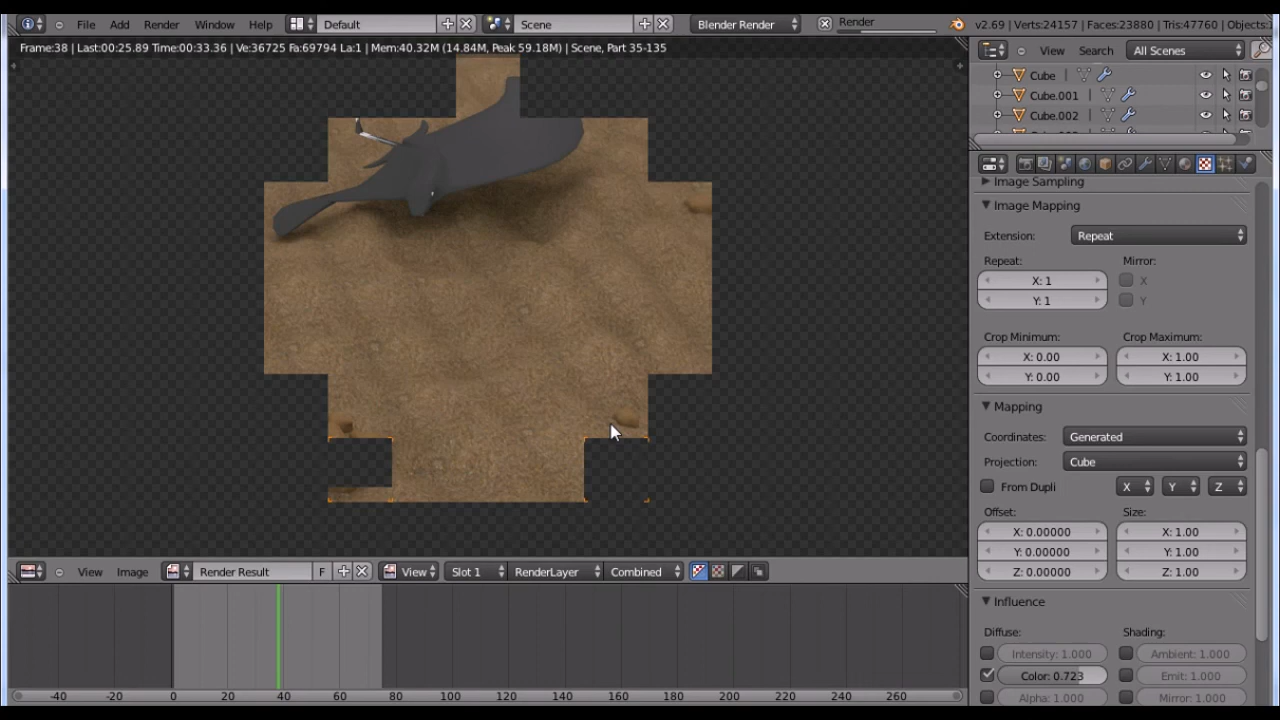 File Add Render Window Help Default Scene Blender Render Render v2.69 | Verts:24157 | Faces:23880 | Tris:47760 | Objects:
Frame:38 | Last:00:25.89 Time:00:33.36 | Ve:36725 Fa:69794 La:1 | Mem:40.32M (14.84M, Peak 59.18M) | Scene, Part 35-135
View Search All Scenes
Cube
Cube.001
Cube.002
Image Sampling
Image Mapping
Extension: Repeat
Repeat: Mirror:
X: 1 X
Y: 1 Y
Crop Minimum: Crop Maximum:
X: 0.00 X: 1.00
Y: 0.00 Y: 1.00
Mapping
Coordinates: Generated
Projection: Cube
From Dupli X Y Z
Offset: Size:
X: 0.00000 X: 1.00
Y: 0.00000 Y: 1.00
Z: 0.00000 Z: 1.00
Influence
Diffuse: Shading:
Intensity: 1.000 Ambient: 1.000
Color: 0.723 Emit: 1.000
Alpha: 1.000 Mirror: 1.000
View Image Render Result F View Slot 1 RenderLayer Combined
-40 -20 0 20 40 60 80 100 120 140 160 180 200 220 240 260